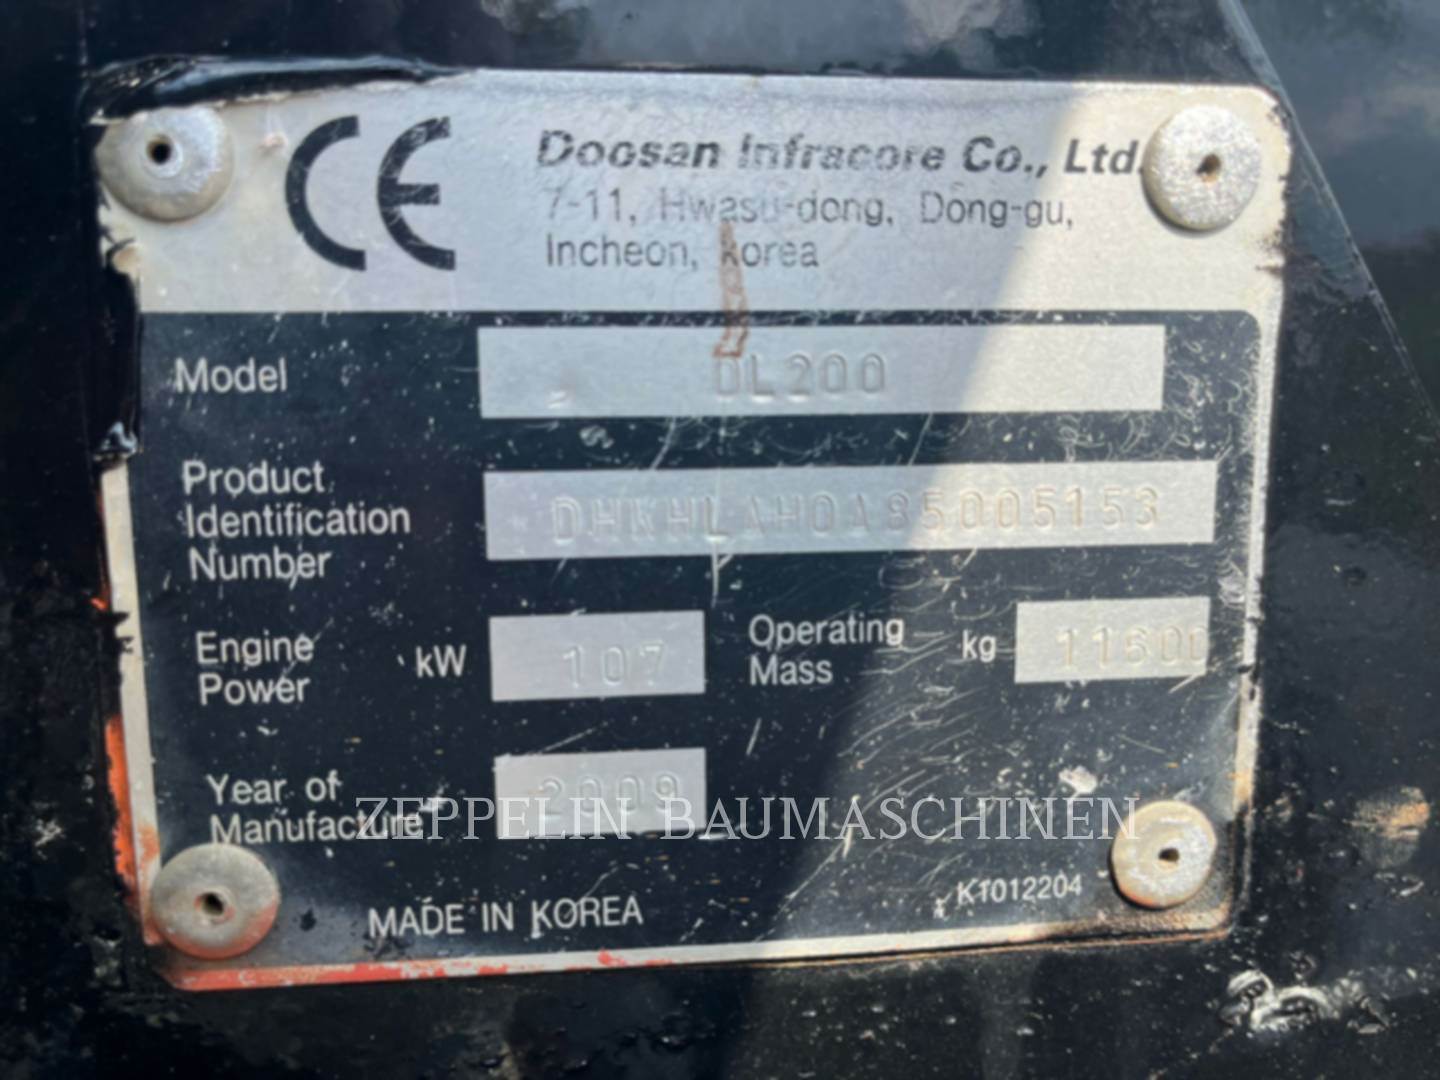 CE
Doosan Infracore Co., Ltd.
7-11, Hwasu-dong, Dong-gu,
Incheon, Korea
Model DL200
Product Identification Number DHKHLAH0A95005153
Engine Power kW 107 Operating Mass kg 11600
Year of Manufacture 2009
ZEPPELIN BAUMASCHINEN
MADE IN KOREA
K1012204